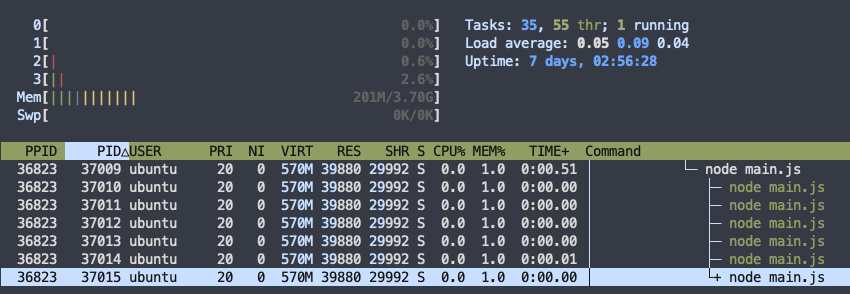 0[ 0.0%] Tasks: 35, 55 thr; 1 running
1[ 0.0%] Load average: 0.05 0.09 0.04
2[| 0.6%] Uptime: 7 days, 02:56:28
3[|| 2.6%]
Mem[||||||||||||| 201M/3.70G]
Swp[ 0K/0K]
PPID PID△USER PRI NI VIRT RES SHR S CPU% MEM% TIME+ Command
36823 37009 ubuntu 20 0 570M 39880 29992 S 0.0 1.0 0:00.51 │ └─ node main.js
36823 37010 ubuntu 20 0 570M 39880 29992 S 0.0 1.0 0:00.00 │ ├─ node main.js
36823 37011 ubuntu 20 0 570M 39880 29992 S 0.0 1.0 0:00.00 │ ├─ node main.js
36823 37012 ubuntu 20 0 570M 39880 29992 S 0.0 1.0 0:00.00 │ ├─ node main.js
36823 37013 ubuntu 20 0 570M 39880 29992 S 0.0 1.0 0:00.00 │ ├─ node main.js
36823 37014 ubuntu 20 0 570M 39880 29992 S 0.0 1.0 0:00.01 │ ├─ node main.js
36823 37015 ubuntu 20 0 570M 39880 29992 S 0.0 1.0 0:00.00 │ └+ node main.js